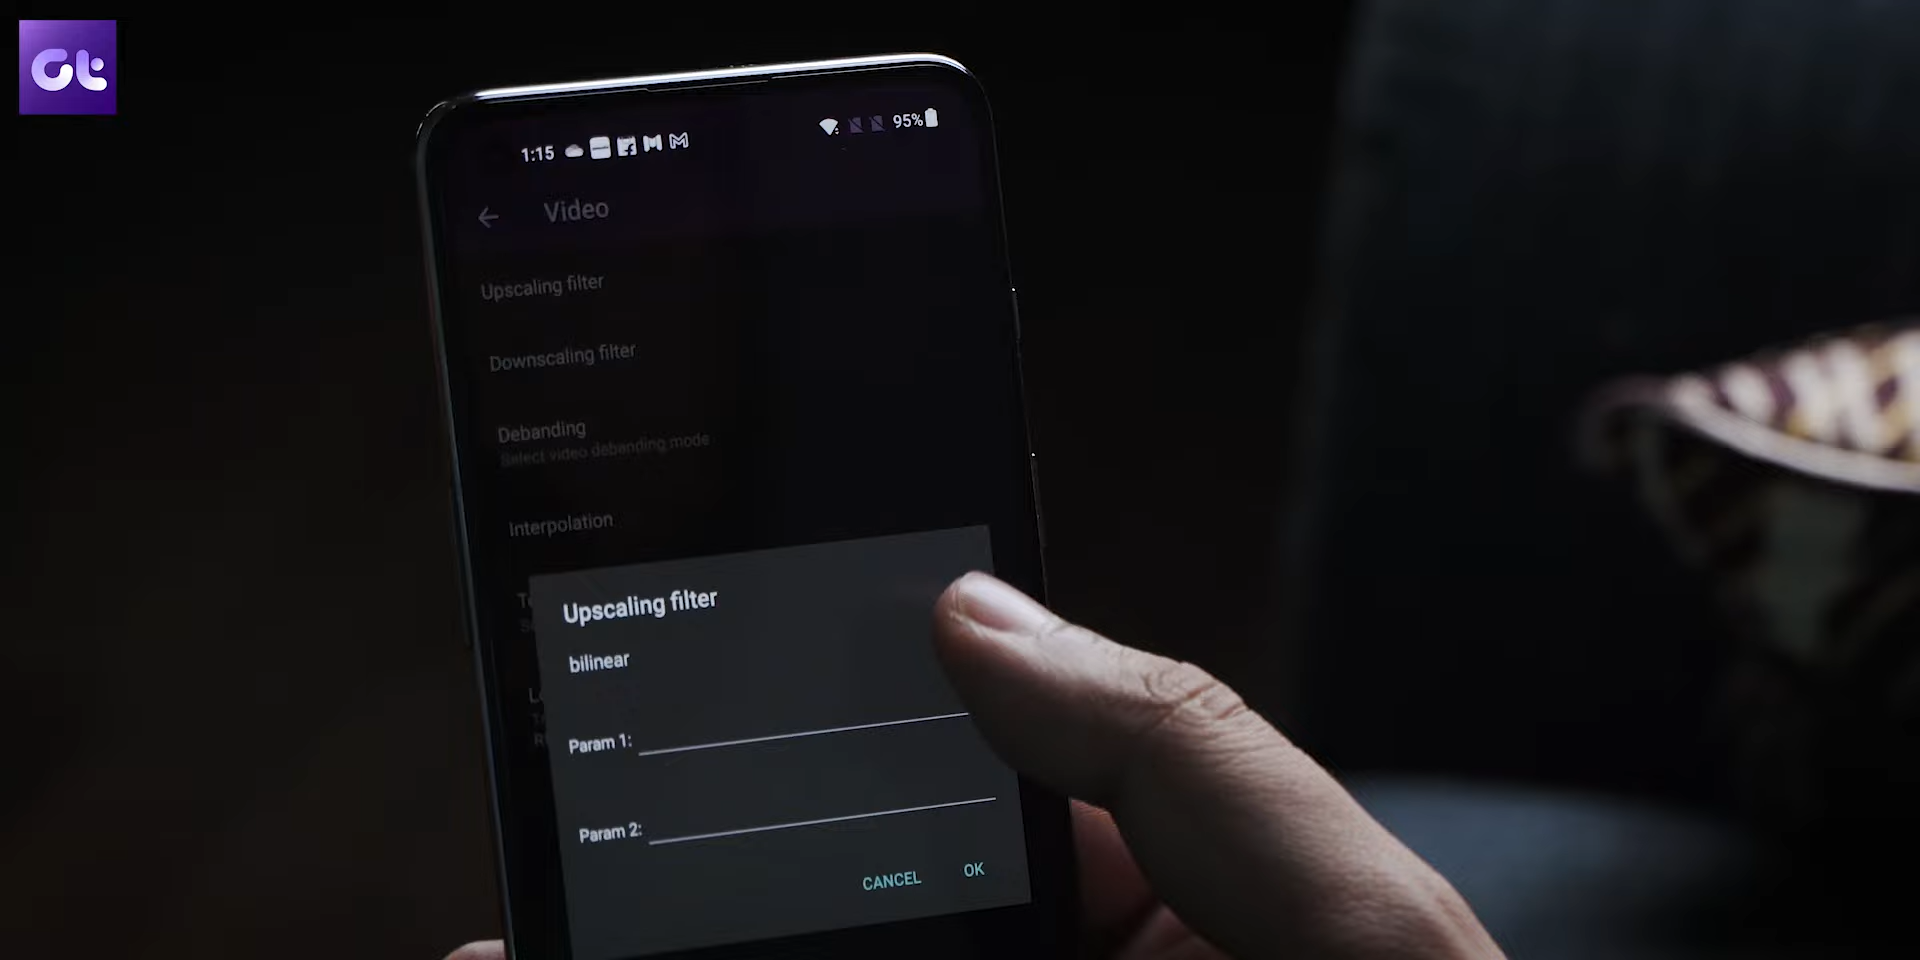 Gt
1:15 95%
Video
Upscaling filter
Downscaling filter
Debanding
Select video debanding mode
Interpolation
Upscaling filter
bilinear
Param 1:
Param 2:
CANCEL OK